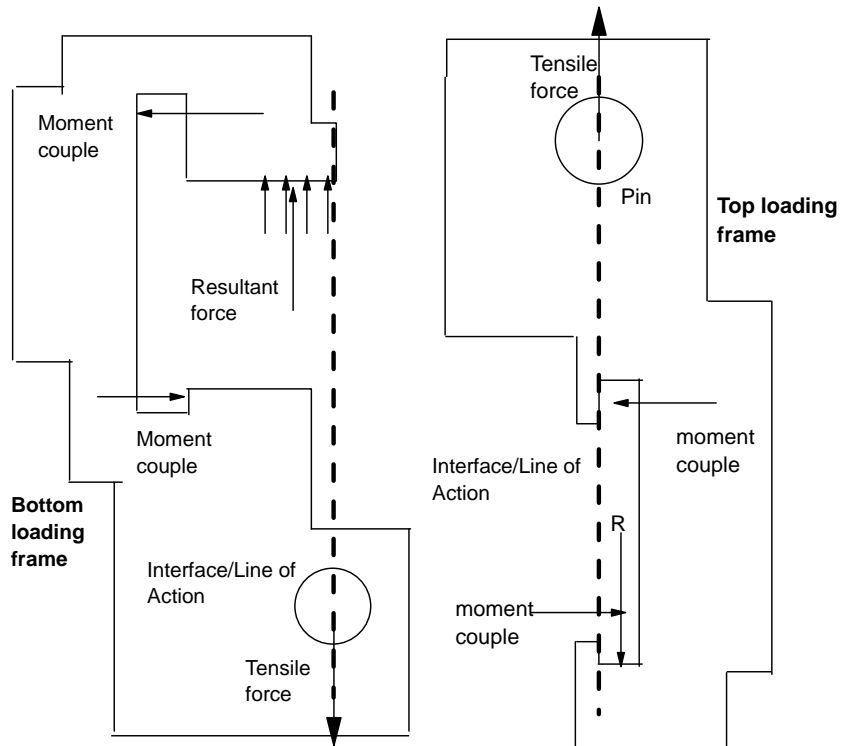 Moment
couple
Resultant
force
Moment
couple
Bottom
loading
frame
Interface/Line of
Action
Tensile
force
Tensile
force
Pin
Top loading
frame
moment
couple
Interface/Line of
Action
R
moment
couple